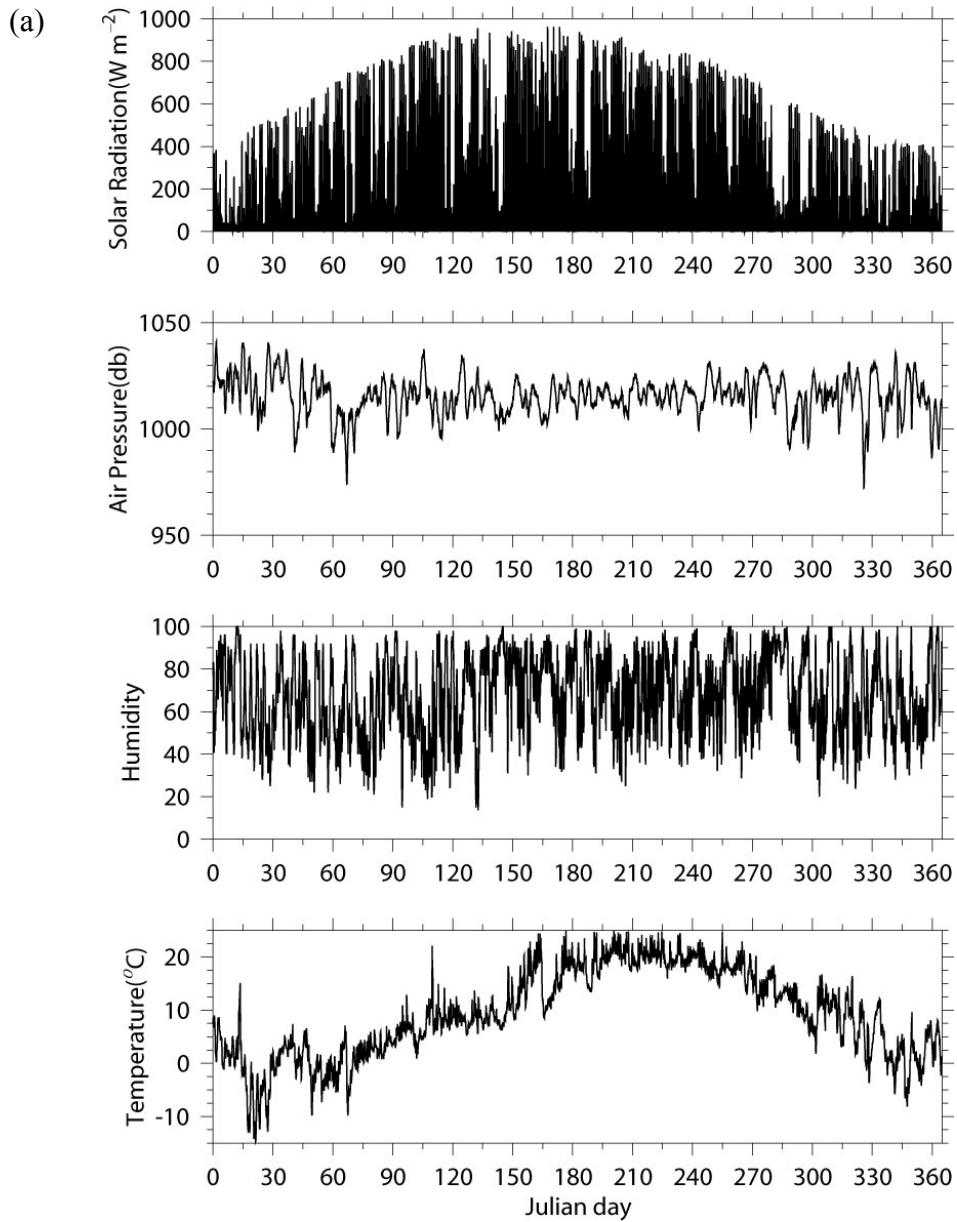 (a)
Solar Radiation(W m⁻²)
1000
800
600
400
200
0
0 30 60 90 120 150 180 210 240 270 300 330 360
Air Pressure(db)
1050
1000
950
0 30 60 90 120 150 180 210 240 270 300 330 360
Humidity
100
80
60
40
20
0
0 30 60 90 120 150 180 210 240 270 300 330 360
Temperature(°C)
20
10
0
-10
0 30 60 90 120 150 180 210 240 270 300 330 360
Julian day